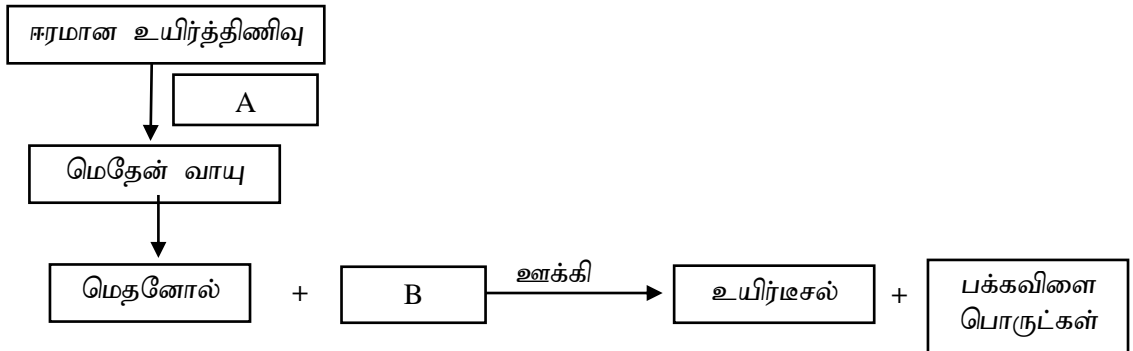 ஈரமான உயிர்த்திணிவு
A
மெதேன் வாயு
மெதனோல் + B ஊக்கி உயிர்டீசல் + பக்கவிளை
பொருட்கள்